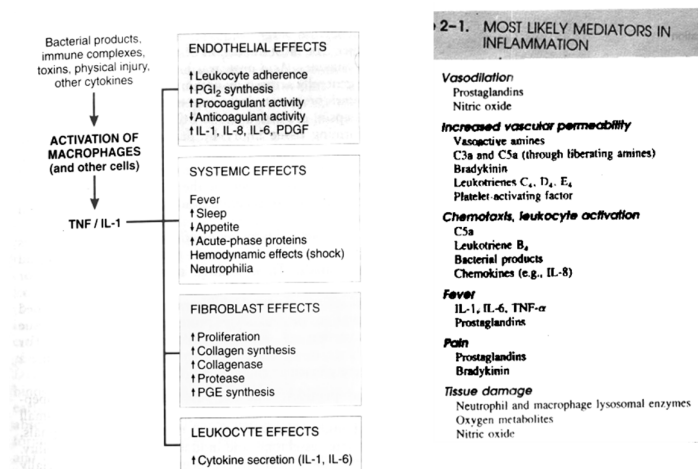 Bacterial products,
immune complexes,
toxins, physical injury,
other cytokines
ACTIVATION OF
MACROPHAGES
(and other cells)
TNF / IL-1
ENDOTHELIAL EFFECTS
↑Leukocyte adherence
↑PGI₂ synthesis
↑Procoagulant activity
↓Anticoagulant activity
↑IL-1, IL-8, IL-6, PDGF
SYSTEMIC EFFECTS
Fever
↑Sleep
↓Appetite
↑Acute-phase proteins
Hemodynamic effects (shock)
Neutrophilia
FIBROBLAST EFFECTS
↑Proliferation
↑Collagen synthesis
↑Collagenase
↑Protease
↑PGE synthesis
LEUKOCYTE EFFECTS
↑Cytokine secretion (IL-1, IL-6)
2–1. MOST LIKELY MEDIATORS IN
INFLAMMATION
Vasodilation
Prostaglandins
Nitric oxide
Increased vascular permeability
Vasoactive amines
C3a and C5a (through liberating amines)
Bradykinin
Leukotrienes C₄, D₄, E₄
Platelet-activating factor
Chemotaxis, leukocyte activation
C5a
Leukotriene B₄
Bacterial products
Chemokines (e.g., IL-8)
Fever
IL-1, IL-6, TNF-α
Prostaglandins
Pain
Prostaglandins
Bradykinin
Tissue damage
Neutrophil and macrophage lysosomal enzymes
Oxygen metabolites
Nitric oxide